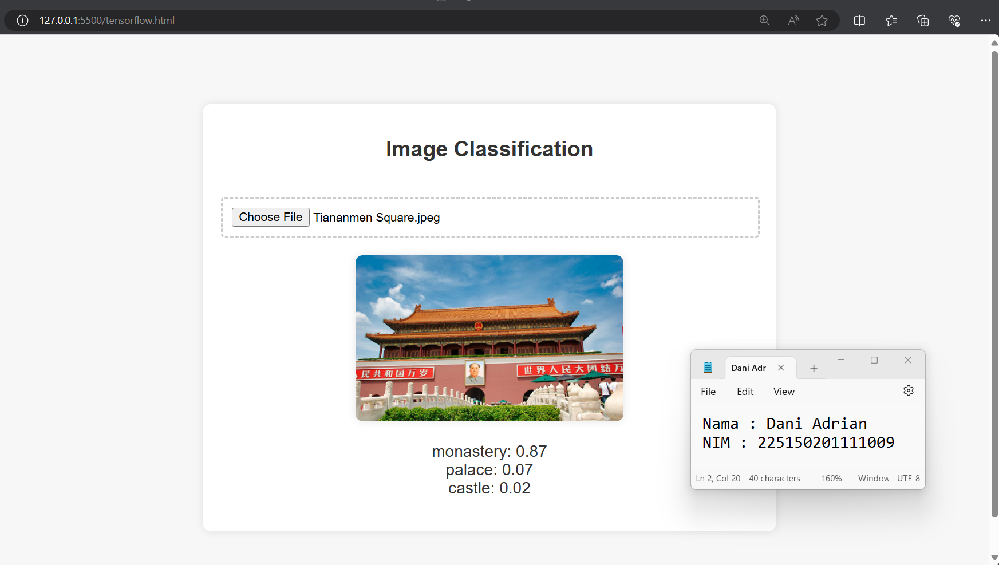 127.0.0.1:5500/tensorflow.html
Image Classification
Choose File Tiananmen Square.jpeg
民共和国万岁
世界人民大团结万
monastery: 0.87
palace: 0.07
castle: 0.02
Dani Adr
File Edit View
Nama : Dani Adrian
NIM : 225150201111009
Ln 2, Col 20 40 characters 160% Window UTF-8